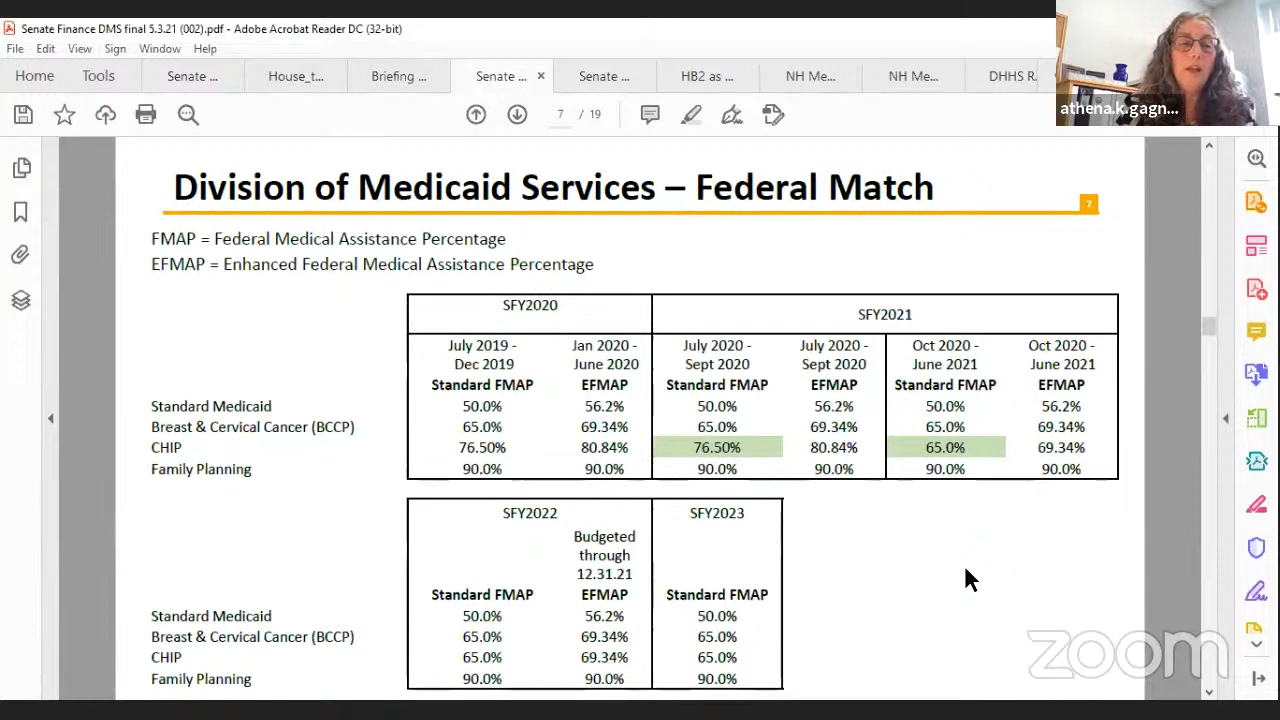 Senate Finance DMS final 5.3.21 (002).pdf - Adobe Acrobat Reader DC (32-bit)
File Edit View Sign Window Help
Home Tools Senate ... House_t... Briefing ... Senate ... × Senate ... HB2 as ... NH Me... NH Me... DHHS R.
7 / 19
athena.k.gagn...
Division of Medicaid Services – Federal Match
7
FMAP = Federal Medical Assistance Percentage
EFMAP = Enhanced Federal Medical Assistance Percentage
SFY2020 SFY2021
July 2019 - Jan 2020 - July 2020 - July 2020 - Oct 2020 - Oct 2020 -
Dec 2019 June 2020 Sept 2020 Sept 2020 June 2021 June 2021
Standard FMAP EFMAP Standard FMAP EFMAP Standard FMAP EFMAP
Standard Medicaid 50.0% 56.2% 50.0% 56.2% 50.0% 56.2%
Breast & Cervical Cancer (BCCP) 65.0% 69.34% 65.0% 69.34% 65.0% 69.34%
CHIP 76.50% 80.84% 76.50% 80.84% 65.0% 69.34%
Family Planning 90.0% 90.0% 90.0% 90.0% 90.0% 90.0%
SFY2022 SFY2023
Budgeted
through
12.31.21
Standard FMAP EFMAP Standard FMAP
Standard Medicaid 50.0% 56.2% 50.0%
Breast & Cervical Cancer (BCCP) 65.0% 69.34% 65.0%
CHIP 65.0% 69.34% 65.0%
Family Planning 90.0% 90.0% 90.0%
zoom